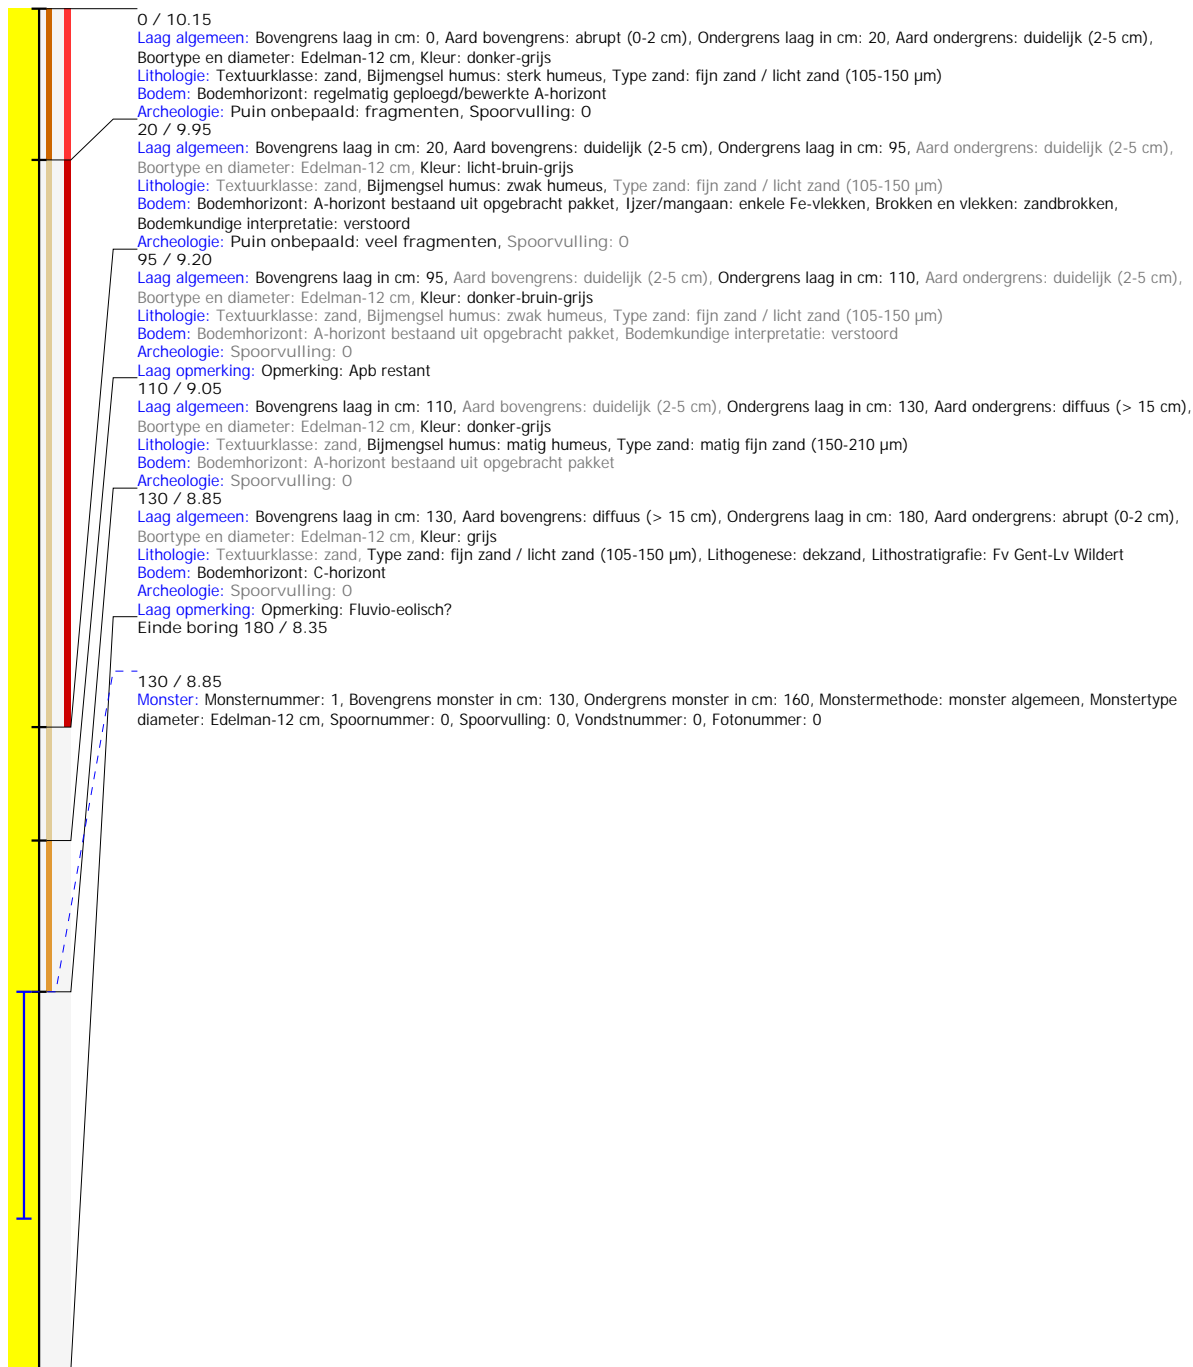 0 / 10.15
Laag algemeen: Bovengrens laag in cm: 0, Aard bovengrens: abrupt (0-2 cm), Ondergrens laag in cm: 20, Aard ondergrens: duidelijk (2-5 cm),
Boortype en diameter: Edelman-12 cm, Kleur: donker-grijs
Lithologie: Textuurklasse: zand, Bijmengsel humus: sterk humeus, Type zand: fijn zand / licht zand (105-150 µm)
Bodem: Bodemhorizont: regelmatig geploegd/bewerkte A-horizont
Archeologie: Puin onbepaald: fragmenten, Spoorvulling: 0
20 / 9.95
Laag algemeen: Bovengrens laag in cm: 20, Aard bovengrens: duidelijk (2-5 cm), Ondergrens laag in cm: 95, Aard ondergrens: duidelijk (2-5 cm),
Boortype en diameter: Edelman-12 cm, Kleur: licht-bruin-grijs
Lithologie: Textuurklasse: zand, Bijmengsel humus: zwak humeus, Type zand: fijn zand / licht zand (105-150 µm)
Bodem: Bodemhorizont: A-horizont bestaand uit opgebracht pakket, Ijzer/mangaan: enkele Fe-vlekken, Brokken en vlekken: zandbrokken,
Bodemkundige interpretatie: verstoord
Archeologie: Puin onbepaald: veel fragmenten, Spoorvulling: 0
95 / 9.20
Laag algemeen: Bovengrens laag in cm: 95, Aard bovengrens: duidelijk (2-5 cm), Ondergrens laag in cm: 110, Aard ondergrens: duidelijk (2-5 cm),
Boortype en diameter: Edelman-12 cm, Kleur: donker-bruin-grijs
Lithologie: Textuurklasse: zand, Bijmengsel humus: zwak humeus, Type zand: fijn zand / licht zand (105-150 µm)
Bodem: Bodemhorizont: A-horizont bestaand uit opgebracht pakket, Bodemkundige interpretatie: verstoord
Archeologie: Spoorvulling: 0
Laag opmerking: Opmerking: Apb restant
110 / 9.05
Laag algemeen: Bovengrens laag in cm: 110, Aard bovengrens: duidelijk (2-5 cm), Ondergrens laag in cm: 130, Aard ondergrens: diffuus (> 15 cm),
Boortype en diameter: Edelman-12 cm, Kleur: donker-grijs
Lithologie: Textuurklasse: zand, Bijmengsel humus: matig humeus, Type zand: matig fijn zand (150-210 µm)
Bodem: Bodemhorizont: A-horizont bestaand uit opgebracht pakket
Archeologie: Spoorvulling: 0
130 / 8.85
Laag algemeen: Bovengrens laag in cm: 130, Aard bovengrens: diffuus (> 15 cm), Ondergrens laag in cm: 180, Aard ondergrens: abrupt (0-2 cm),
Boortype en diameter: Edelman-12 cm, Kleur: grijs
Lithologie: Textuurklasse: zand, Type zand: fijn zand / licht zand (105-150 µm), Lithogenese: dekzand, Lithostratigrafie: Fv Gent-Lv Wildert
Bodem: Bodemhorizont: C-horizont
Archeologie: Spoorvulling: 0
Laag opmerking: Opmerking: Fluvio-eolisch?
Einde boring 180 / 8.35
130 / 8.85
Monster: Monsternummer: 1, Bovengrens monster in cm: 130, Ondergrens monster in cm: 160, Monstermethode: monster algemeen, Monstertype
diameter: Edelman-12 cm, Spoornummer: 0, Spoorvulling: 0, Vondstnummer: 0, Fotonummer: 0